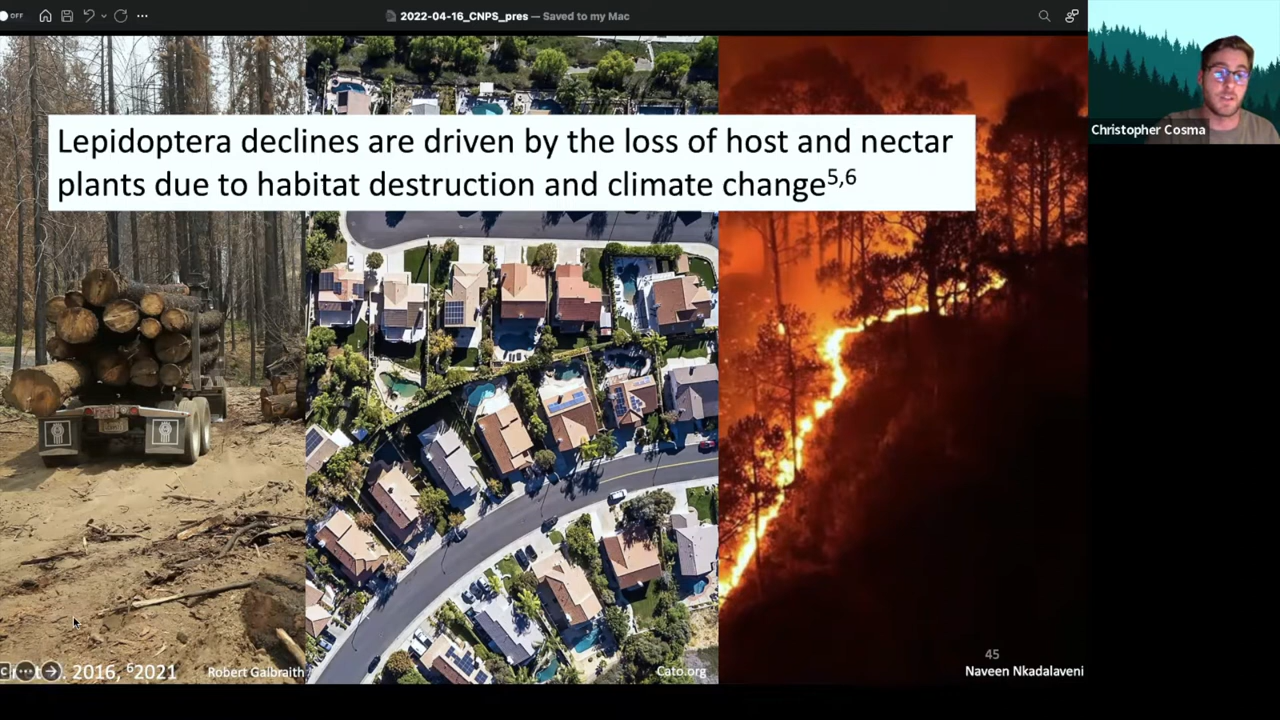 OFF
2022-04-16_CNPS_pres — Saved to my Mac
Christopher Cosma
Lepidoptera declines are driven by the loss of host and nectar
plants due to habitat destruction and climate change5,6
2016, 62021
Robert Galbraith
Cato.org
45
Naveen Nkadalaveni